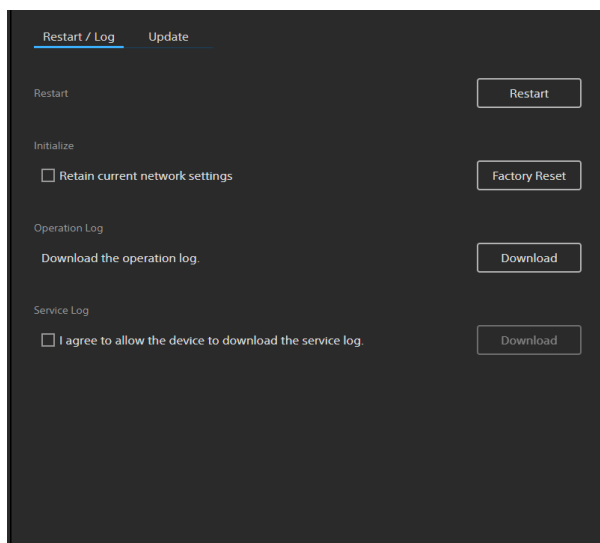 Restart / Log Update
Restart Restart
Initialize
Retain current network settings Factory Reset
Operation Log
Download the operation log. Download
Service Log
I agree to allow the device to download the service log. Download